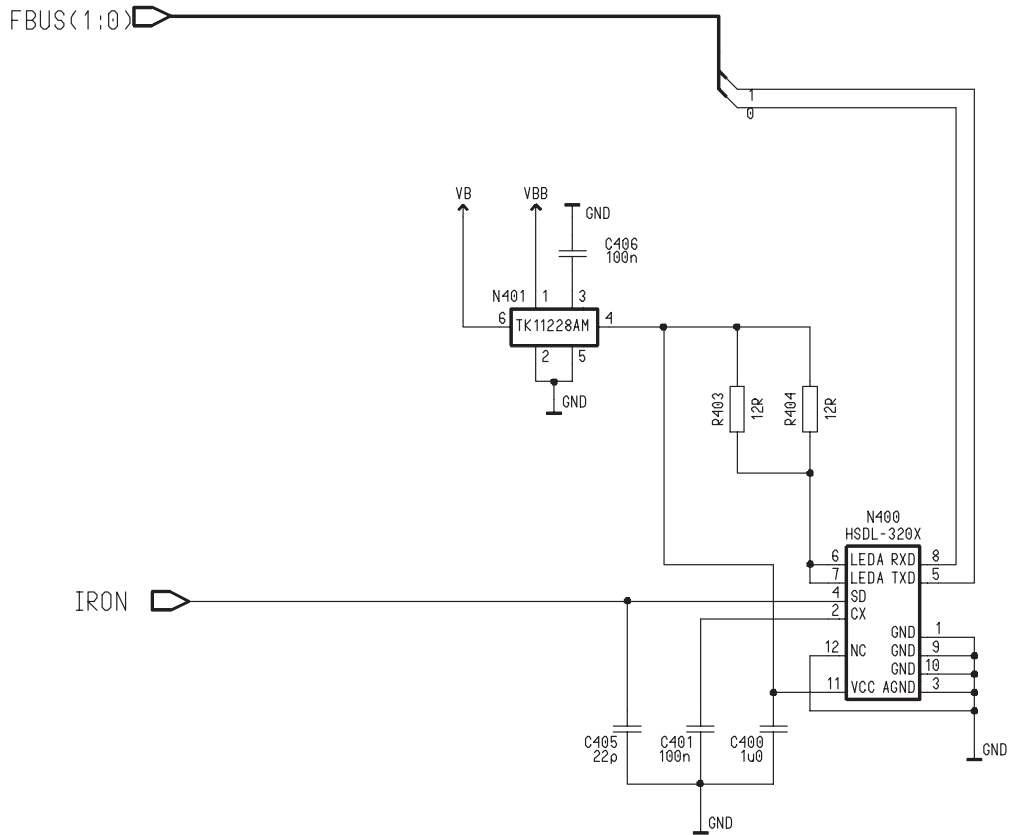 FBUS(1:0)
1
0
VB
VBB
GND
C406
100n
N401
1
3
6
TK11228AM
4
2
5
GND
R403
12R
R404
12R
N400
HSDL-320X
6
LEDA
RXD
8
7
LEDA
TXD
5
IRON
4
SD
2
CX
GND
1
12
NC
GND
9
GND
10
11
VCC
AGND
3
C405
22p
C401
100n
C400
1u0
GND
GND